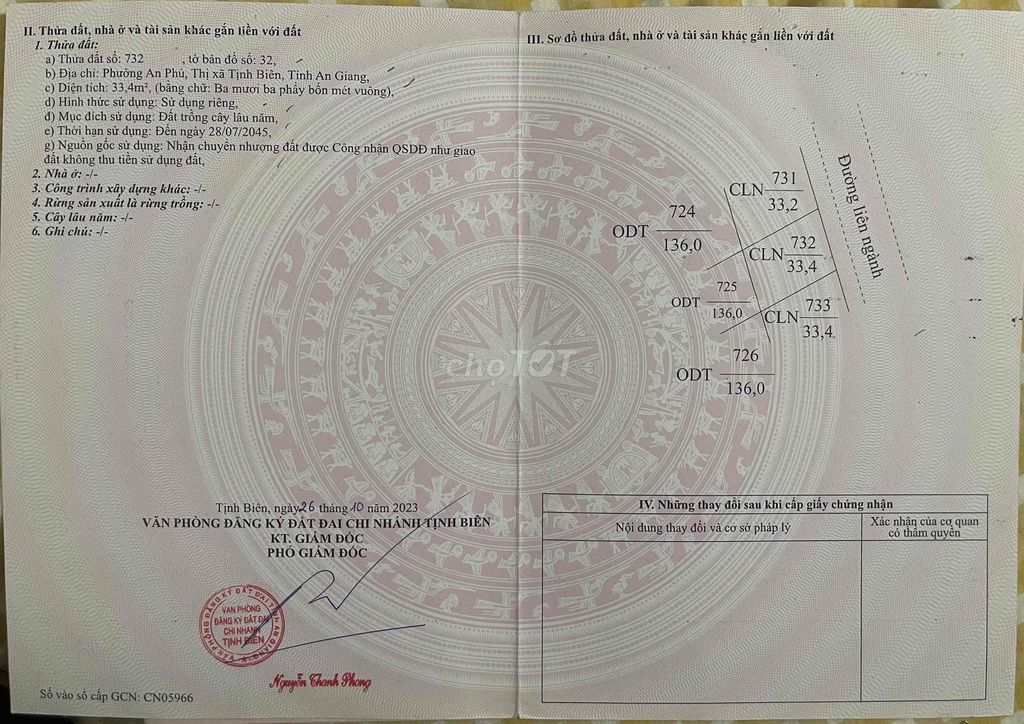 II. Thửa đất, nhà ở và tài sản khác gắn liền với đất
1. Thửa đất:
a) Thửa đất số: 732 , tờ bản đồ số: 32,
b) Địa chỉ: Phường An Phú, Thị xã Tịnh Biên, Tỉnh An Giang,
c) Diện tích: 33,4m², (bằng chữ: Ba mươi ba phẩy bốn mét vuông),
d) Hình thức sử dụng: Sử dụng riêng,
đ) Mục đích sử dụng: Đất trồng cây lâu năm,
e) Thời hạn sử dụng: Đến ngày 28/07/2045,
g) Nguồn gốc sử dụng: Nhận chuyển nhượng đất được Công nhận QSDĐ như giao
đất không thu tiền sử dụng đất,
2. Nhà ở: -/-
3. Công trình xây dựng khác: -/-
4. Rừng sản xuất là rừng trồng: -/-
5. Cây lâu năm: -/-
6. Ghi chú: -/-
Tịnh Biên, ngày 26 tháng 10 năm 2023
VĂN PHÒNG ĐĂNG KÝ ĐẤT ĐAI CHI NHÁNH TỊNH BIÊN
KT. GIÁM ĐỐC
PHÓ GIÁM ĐỐC
VĂN PHÒNG ĐĂNG KÝ ĐẤT ĐAI TỈNH AN GIANG
VĂN PHÒNG
ĐĂNG KÝ ĐẤT ĐAI
CHI NHÁNH
TỊNH BIÊN
Nguyễn Thanh Phong
Số vào sổ cấp GCN: CN05966
III. Sơ đồ thửa đất, nhà ở và tài sản khác gắn liền với đất
Đường liên ngành
CLN 731
33,2
ODT 724
136,0
CLN 732
33,4
ODT 725
136,0
CLN 733
33,4
ODT 726
136,0
chợTỐT
IV. Những thay đổi sau khi cấp giấy chứng nhận
Nội dung thay đổi và cơ sở pháp lý
Xác nhận của cơ quan
có thẩm quyền